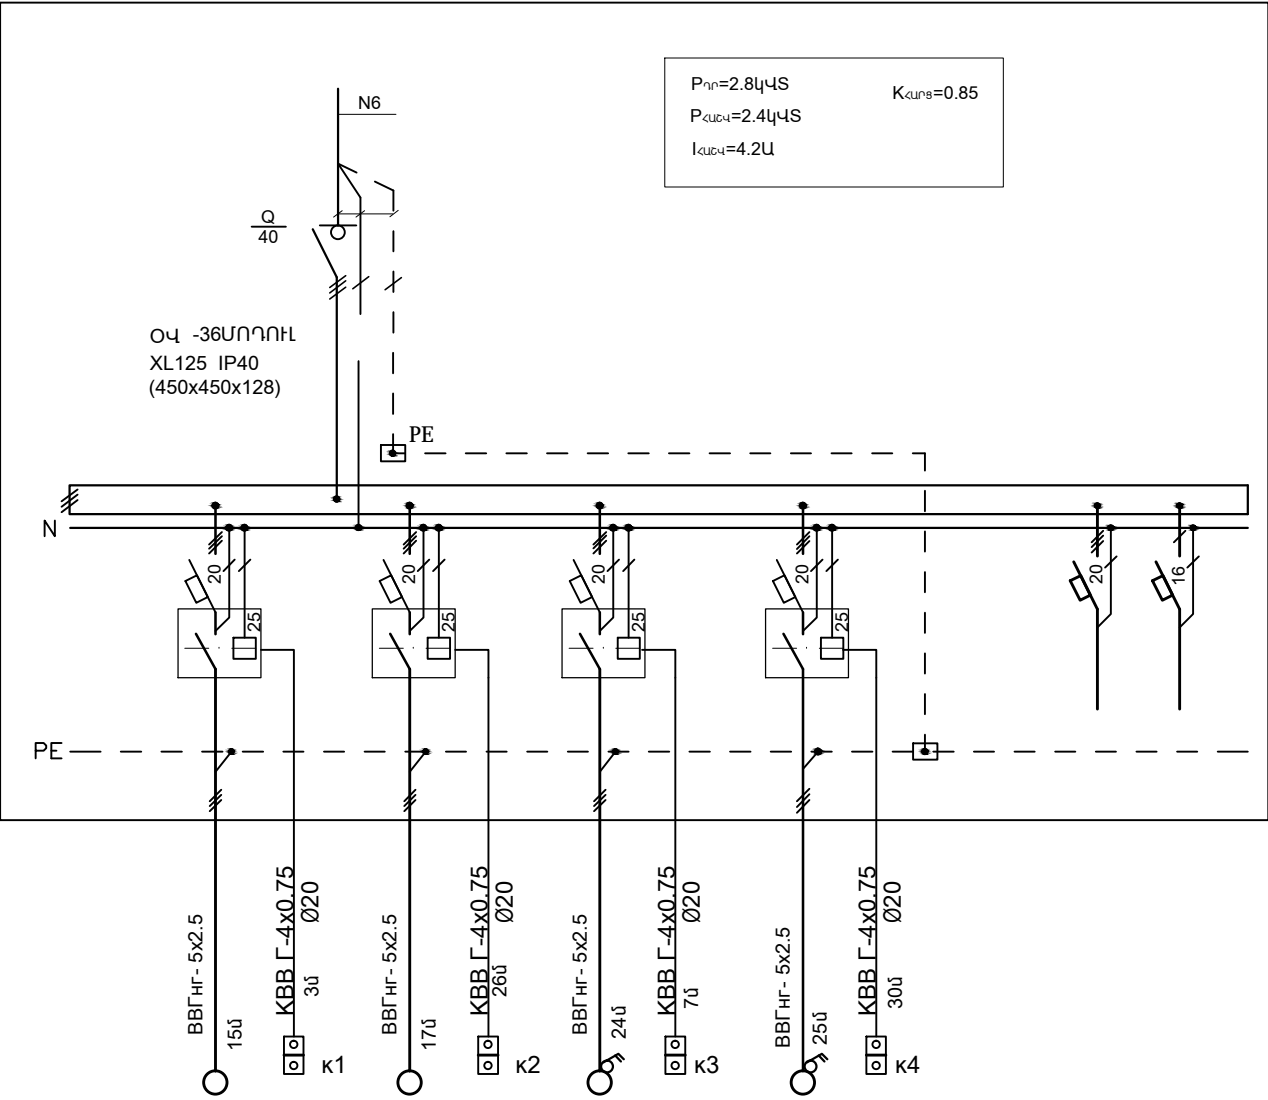 N6
Pդր=2.8կՎՏ
Kհարց=0.85
Pհաշվ=2.4կՎՏ
Iհաշվ=4.2Ա
Q
40
ՕՎ -36ՄՈԴՈՒԼ
XL125 IP40
(450x450x128)
PE
N
20
20
20
20
20
16
25
25
25
25
PE
ВВГнг- 5x2.5
15մ
КВВ Г-4x0.75
Ø20
3մ
ВВГнг- 5x2.5
17մ
КВВ Г-4x0.75
Ø20
26մ
ВВГнг- 5x2.5
24մ
КВВ Г-4x0.75
Ø20
7մ
ВВГнг- 5x2.5
25մ
КВВ Г-4x0.75
Ø20
30մ
к1
к2
к3
к4